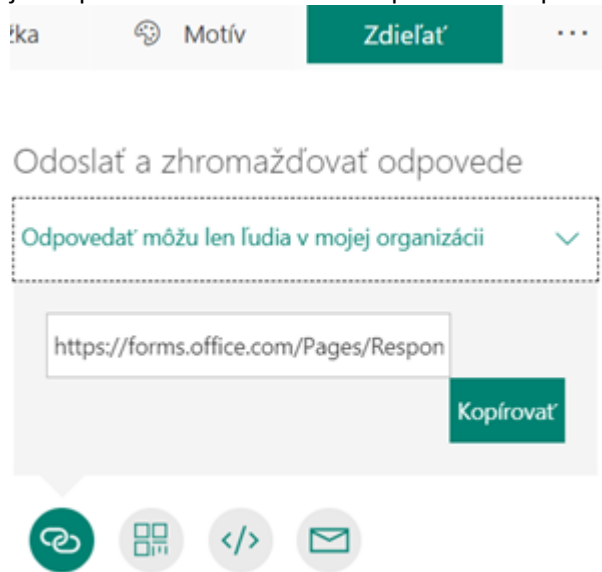 Motív
Zdieľať
...
Odoslať a zhromažďovať odpovede
Odpovedať môžu len ľudia v mojej organizácii
https://forms.office.com/Pages/Respon
Kopírovať
</>